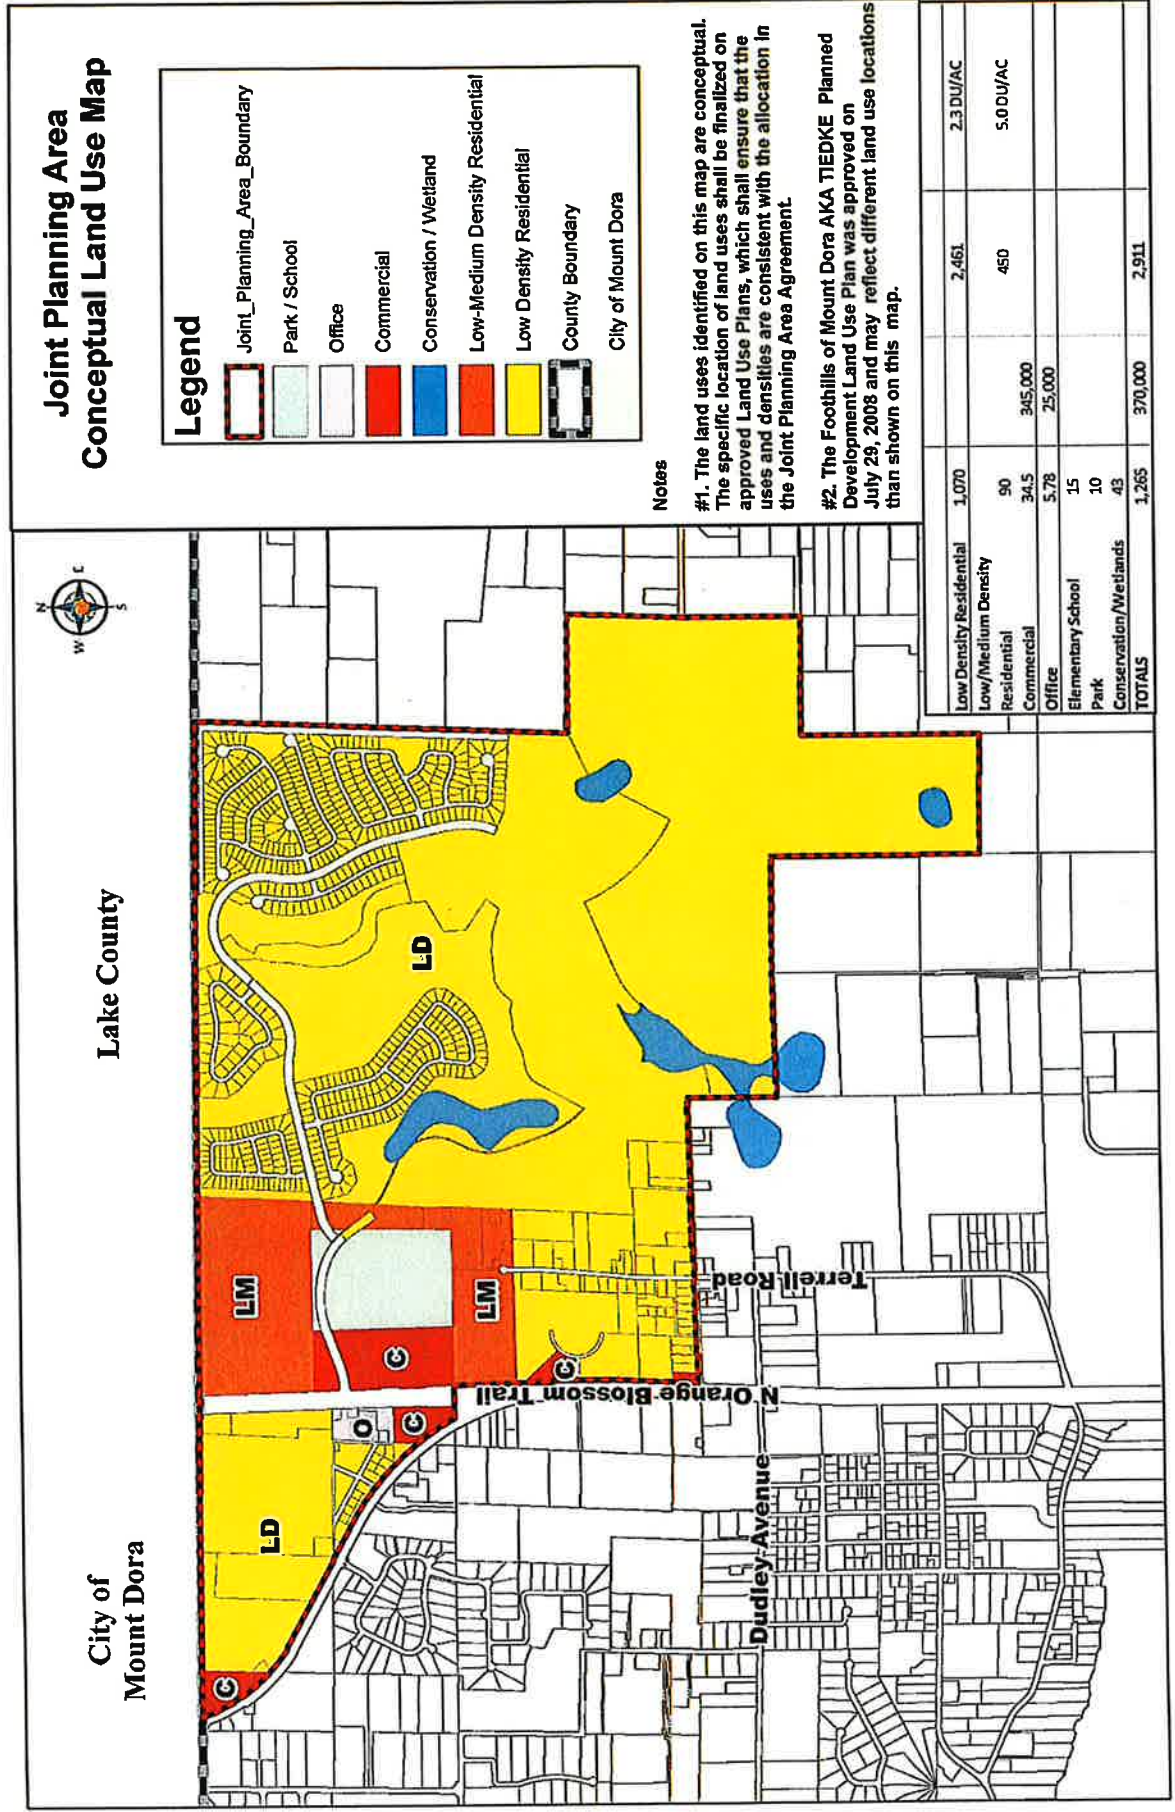 Joint Planning Area
Conceptual Land Use Map
Legend
Joint_Planning_Area_Boundary
Park / School
Office
Commercial
Conservation / Wetland
Low-Medium Density Residential
Low Density Residential
County Boundary
City of Mount Dora
Notes
#1. The land uses identified on this map are conceptual.
The specific location of land uses shall be finalized on
approved Land Use Plans, which shall ensure that the
uses and densities are consistent with the allocation in
the Joint Planning Area Agreement.
#2. The Foothills of Mount Dora AKA TIEDKE Planned
Development Land Use Plan was approved on
July 29, 2008 and may reflect different land use locations
than shown on this map.
Low Density Residential 1,070 2,461 2.3 DU/AC
Low/Medium Density
Residential 90 450 5.0 DU/AC
Commercial 34.5 345,000
Office 5.78 25,000
Elementary School 15
Park 10
Conservation/Wetlands 43
TOTALS 1,265 370,000 2,911
City of
Mount Dora
Lake County
N
W E
S
C
LD
O
C
LM
C
LM
C
LD
N Orange Blossom Trail
Terrell Road
Dudley Avenue